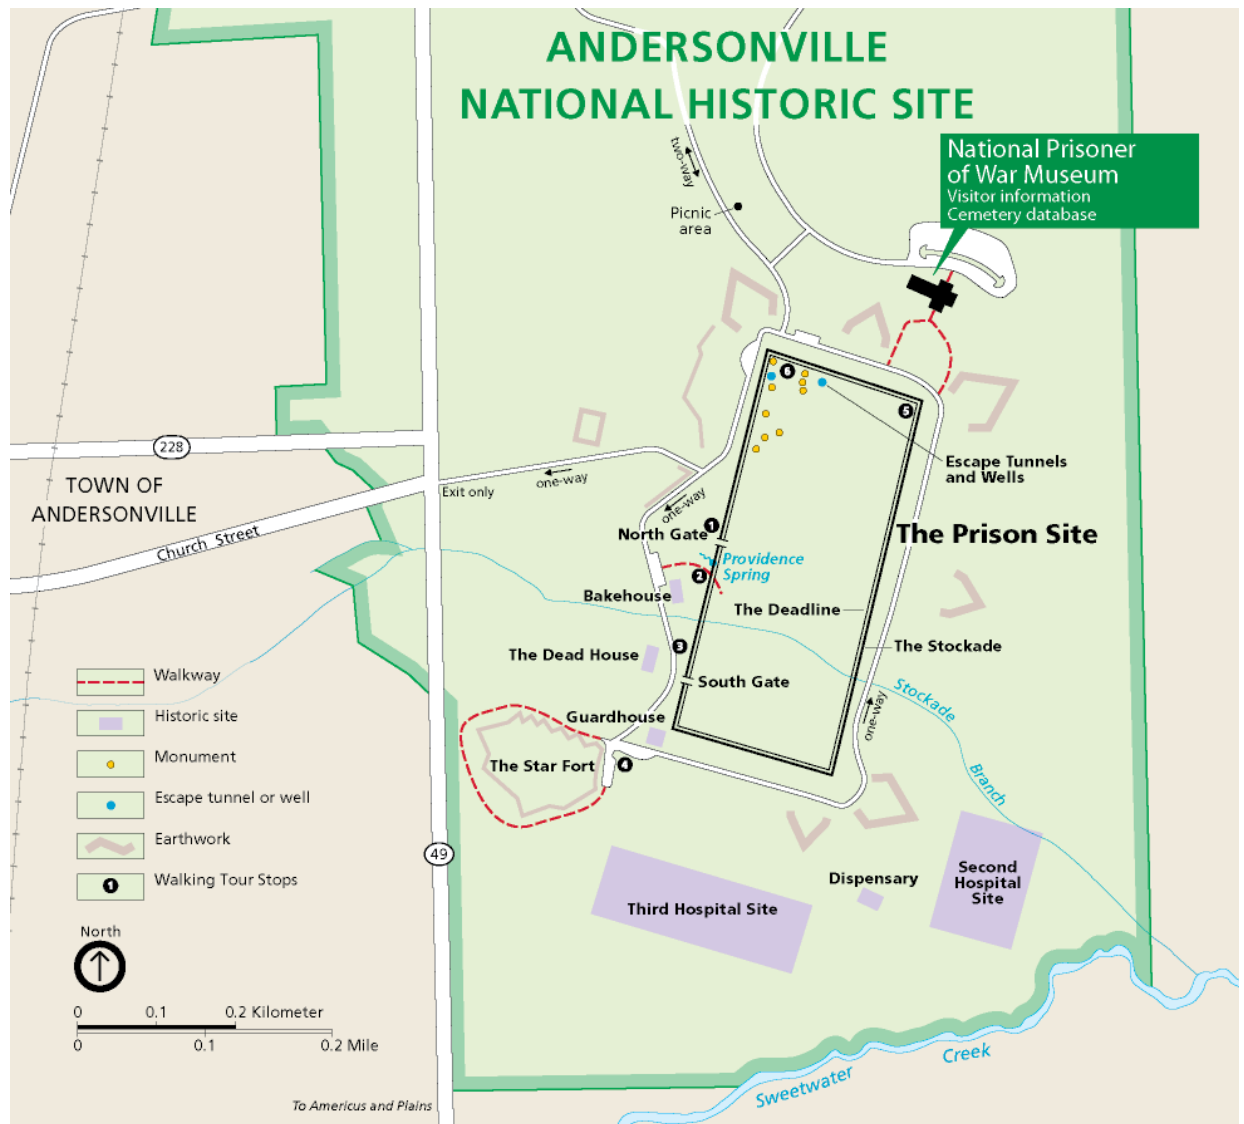 ANDERSONVILLE
NATIONAL HISTORIC SITE
National Prisoner
of War Museum
Visitor information
Cemetery database
two-way
Picnic
area
6
5
228
TOWN OF
ANDERSONVILLE
Church Street
Exit only
one-way
one-way
Escape Tunnels
and Wells
1
North Gate
The Prison Site
Providence
Spring
2
Bakehouse
The Deadline
3
The Dead House
The Stockade
South Gate
Stockade
Branch
one-way
Guardhouse
The Star Fort
4
Walkway
Historic site
Monument
Escape tunnel or well
Earthwork
1
Walking Tour Stops
49
Third Hospital Site
Dispensary
Second
Hospital
Site
North
0
0.1
0.2 Kilometer
0
0.1
0.2 Mile
Sweetwater
Creek
To Americus and Plains